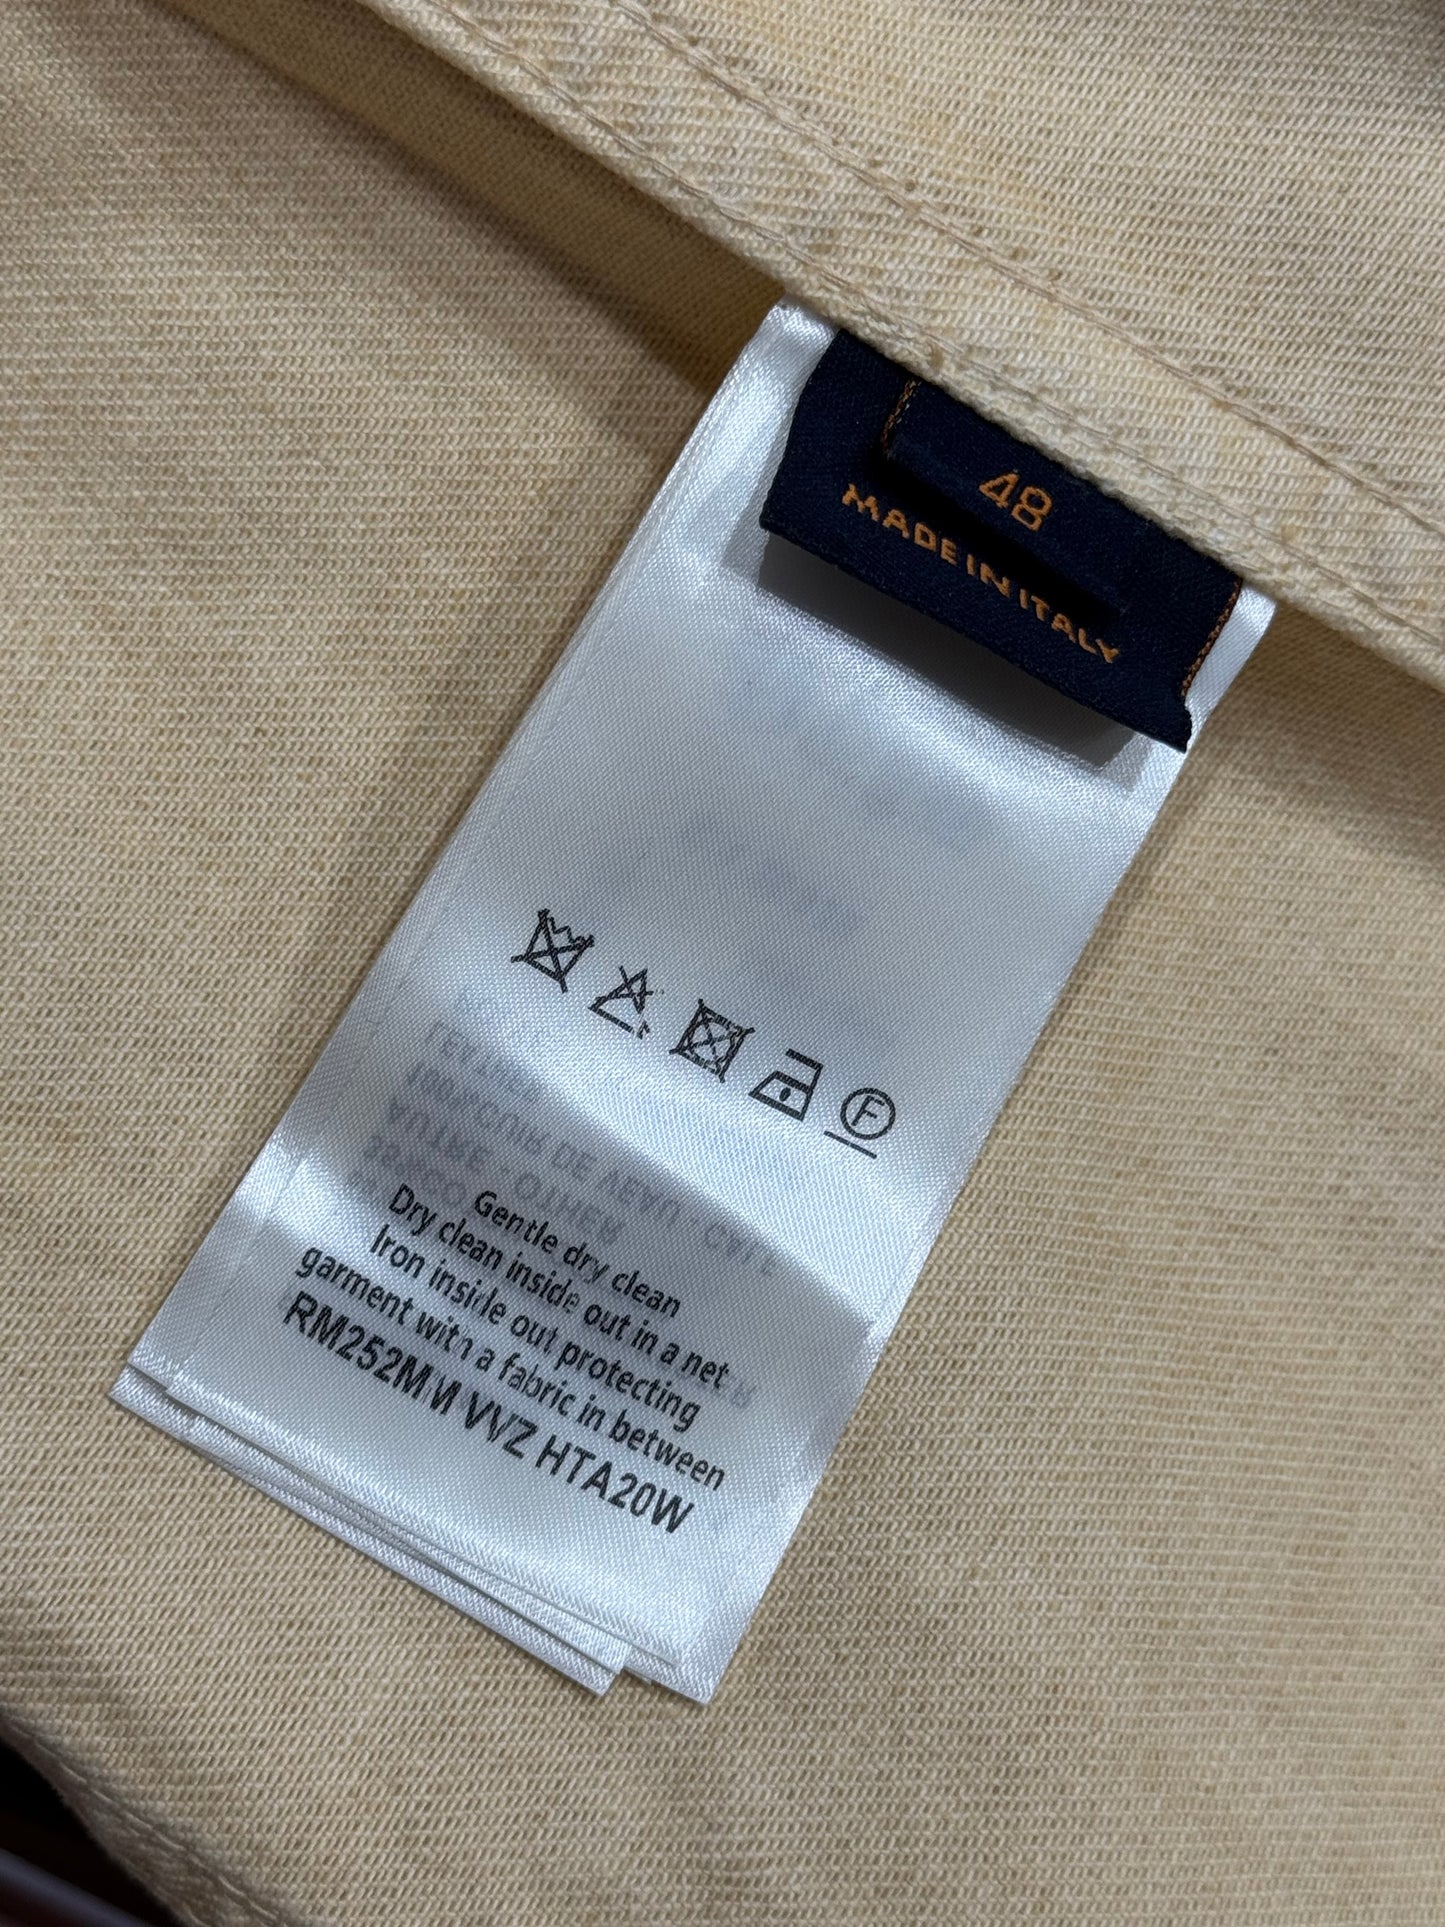 48
MADE IN ITALY
F
Gentle dry clean
Dry clean inside out in a net
Iron inside out protecting
garment with a fabric in between
RM252M VVZ HTA20W